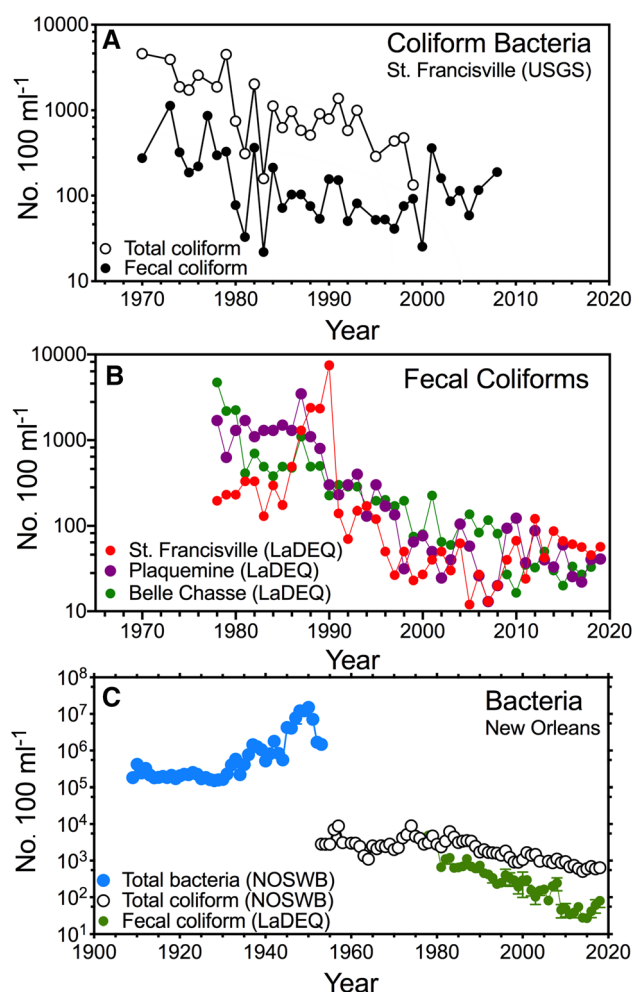 A
Coliform Bacteria
St. Francisville (USGS)
No. 100 ml⁻¹
10000
1000
100
10
Total coliform
Fecal coliform
1970 1980 1990 2000 2010 2020
Year
B
Fecal Coliforms
No. 100 ml⁻¹
10000
1000
100
10
St. Francisville (LaDEQ)
Plaquemine (LaDEQ)
Belle Chasse (LaDEQ)
1970 1980 1990 2000 2010 2020
Year
C
Bacteria
New Orleans
No. 100 ml⁻¹
10⁸
10⁷
10⁶
10⁵
10⁴
10³
10²
10¹
Total bacteria (NOSWB)
Total coliform (NOSWB)
Fecal coliform (LaDEQ)
1900 1920 1940 1960 1980 2000 2020
Year